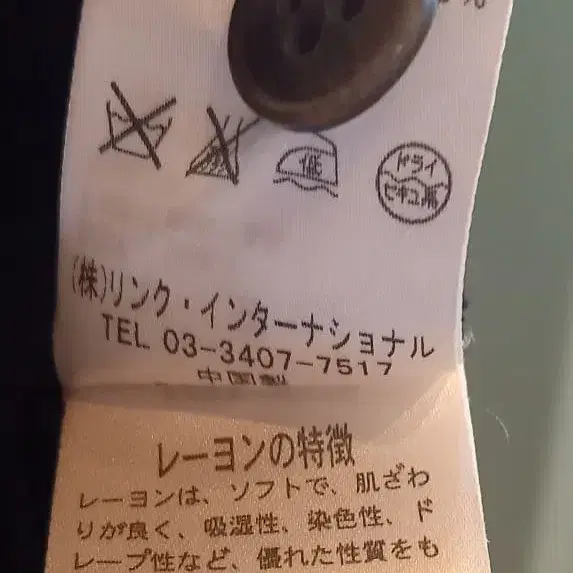 %
低
ドライ
セキユ系
(株)リンク・インターナショナル
TEL 03-3407-7517
中国製
レーヨンの特徴
レーヨンは、ソフトで、肌ざわ
りが良く、吸湿性、染色性、ド
レープ性など、優れた性質をも